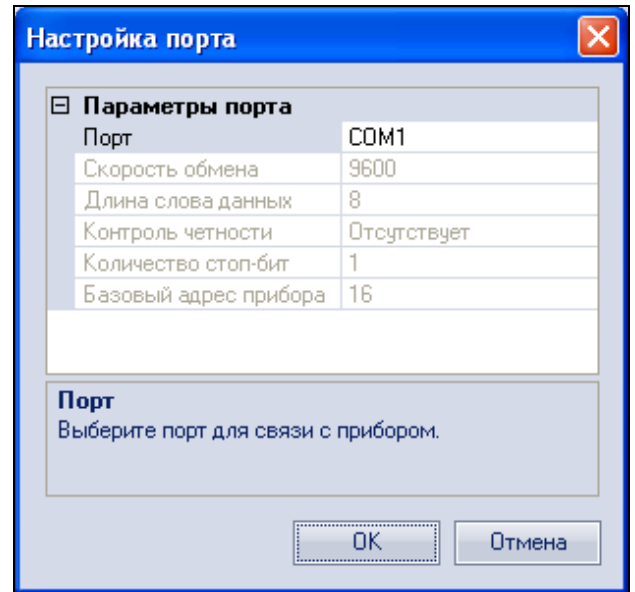 Настройка порта
Параметры порта
Порт COM1
Скорость обмена 9600
Длина слова данных 8
Контроль четности Отсутствует
Количество стоп-бит 1
Базовый адрес прибора 16
Порт
Выберите порт для связи с прибором.
OK Отмена